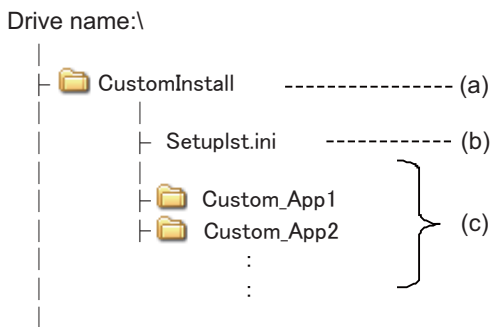 Drive name:\
CustomInstall (a)
SetupIst.ini (b)
Custom_App1
Custom_App2 (c)
:
: